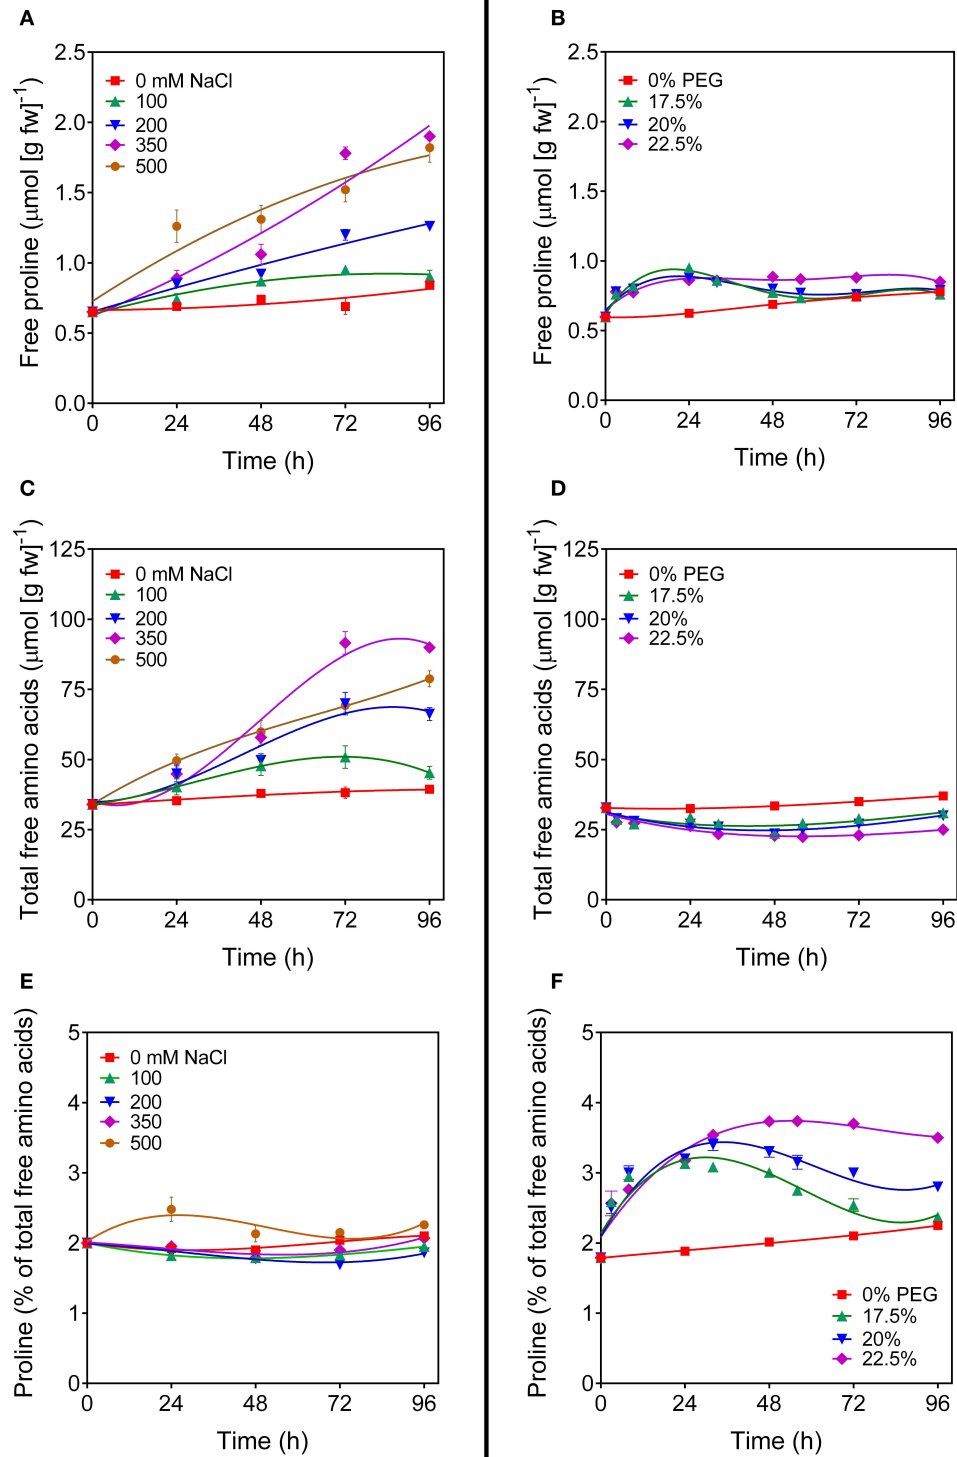 A
Free proline (μmol [g fw]-1)
2.5
2.0
1.5
1.0
0.5
0.0
0 mM NaCl
100
200
350
500
0 24 48 72 96
Time (h)
B
Free proline (μmol [g fw]-1)
2.5
2.0
1.5
1.0
0.5
0.0
0% PEG
17.5%
20%
22.5%
0 24 48 72 96
Time (h)
C
Total free amino acids (μmol [g fw]-1)
125
100
75
50
25
0
0 mM NaCl
100
200
350
500
0 24 48 72 96
Time (h)
D
Total free amino acids (μmol [g fw]-1)
125
100
75
50
25
0
0% PEG
17.5%
20%
22.5%
0 24 48 72 96
Time (h)
E
Proline (% of total free amino acids)
5
4
3
2
1
0
0 mM NaCl
100
200
350
500
0 24 48 72 96
Time (h)
F
Proline (% of total free amino acids)
5
4
3
2
1
0
0% PEG
17.5%
20%
22.5%
0 24 48 72 96
Time (h)